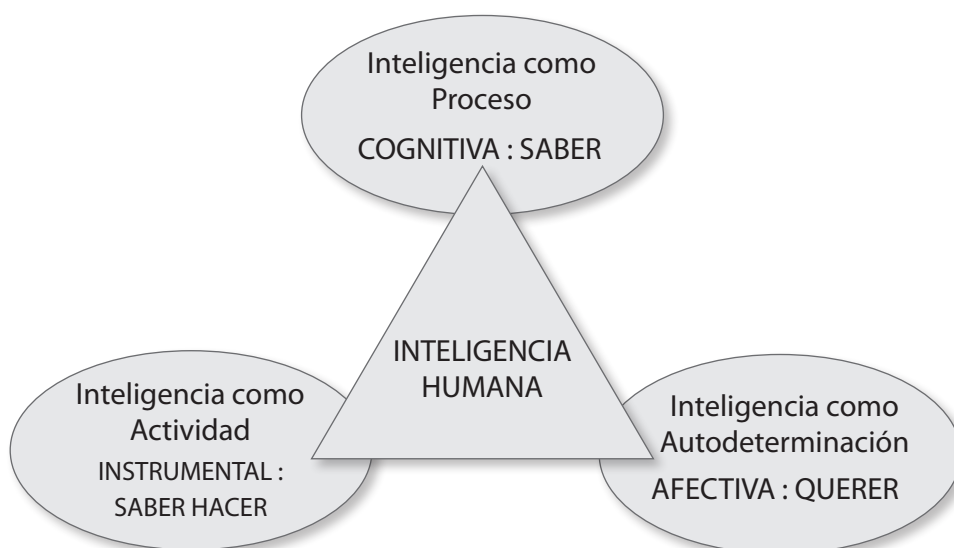 Inteligencia como
Proceso
COGNITIVA : SABER
INTELIGENCIA
HUMANA
Inteligencia como
Actividad
INSTRUMENTAL :
SABER HACER
Inteligencia como
Autodeterminación
AFECTIVA : QUERER